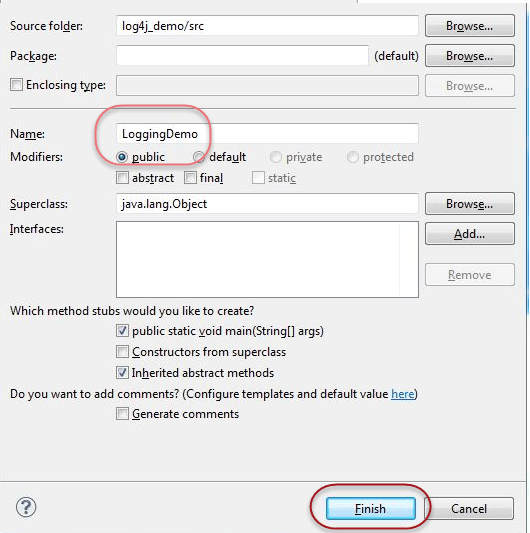 Source folder: log4j_demo/src Browse...
Package: (default) Browse...
Enclosing type: Browse...
Name: LoggingDemo
Modifiers: public default private protected
abstract final static
Superclass: java.lang.Object Browse...
Interfaces: Add...
Remove
Which method stubs would you like to create?
public static void main(String[] args)
Constructors from superclass
Inherited abstract methods
Do you want to add comments? (Configure templates and default value here)
Generate comments
? Finish Cancel